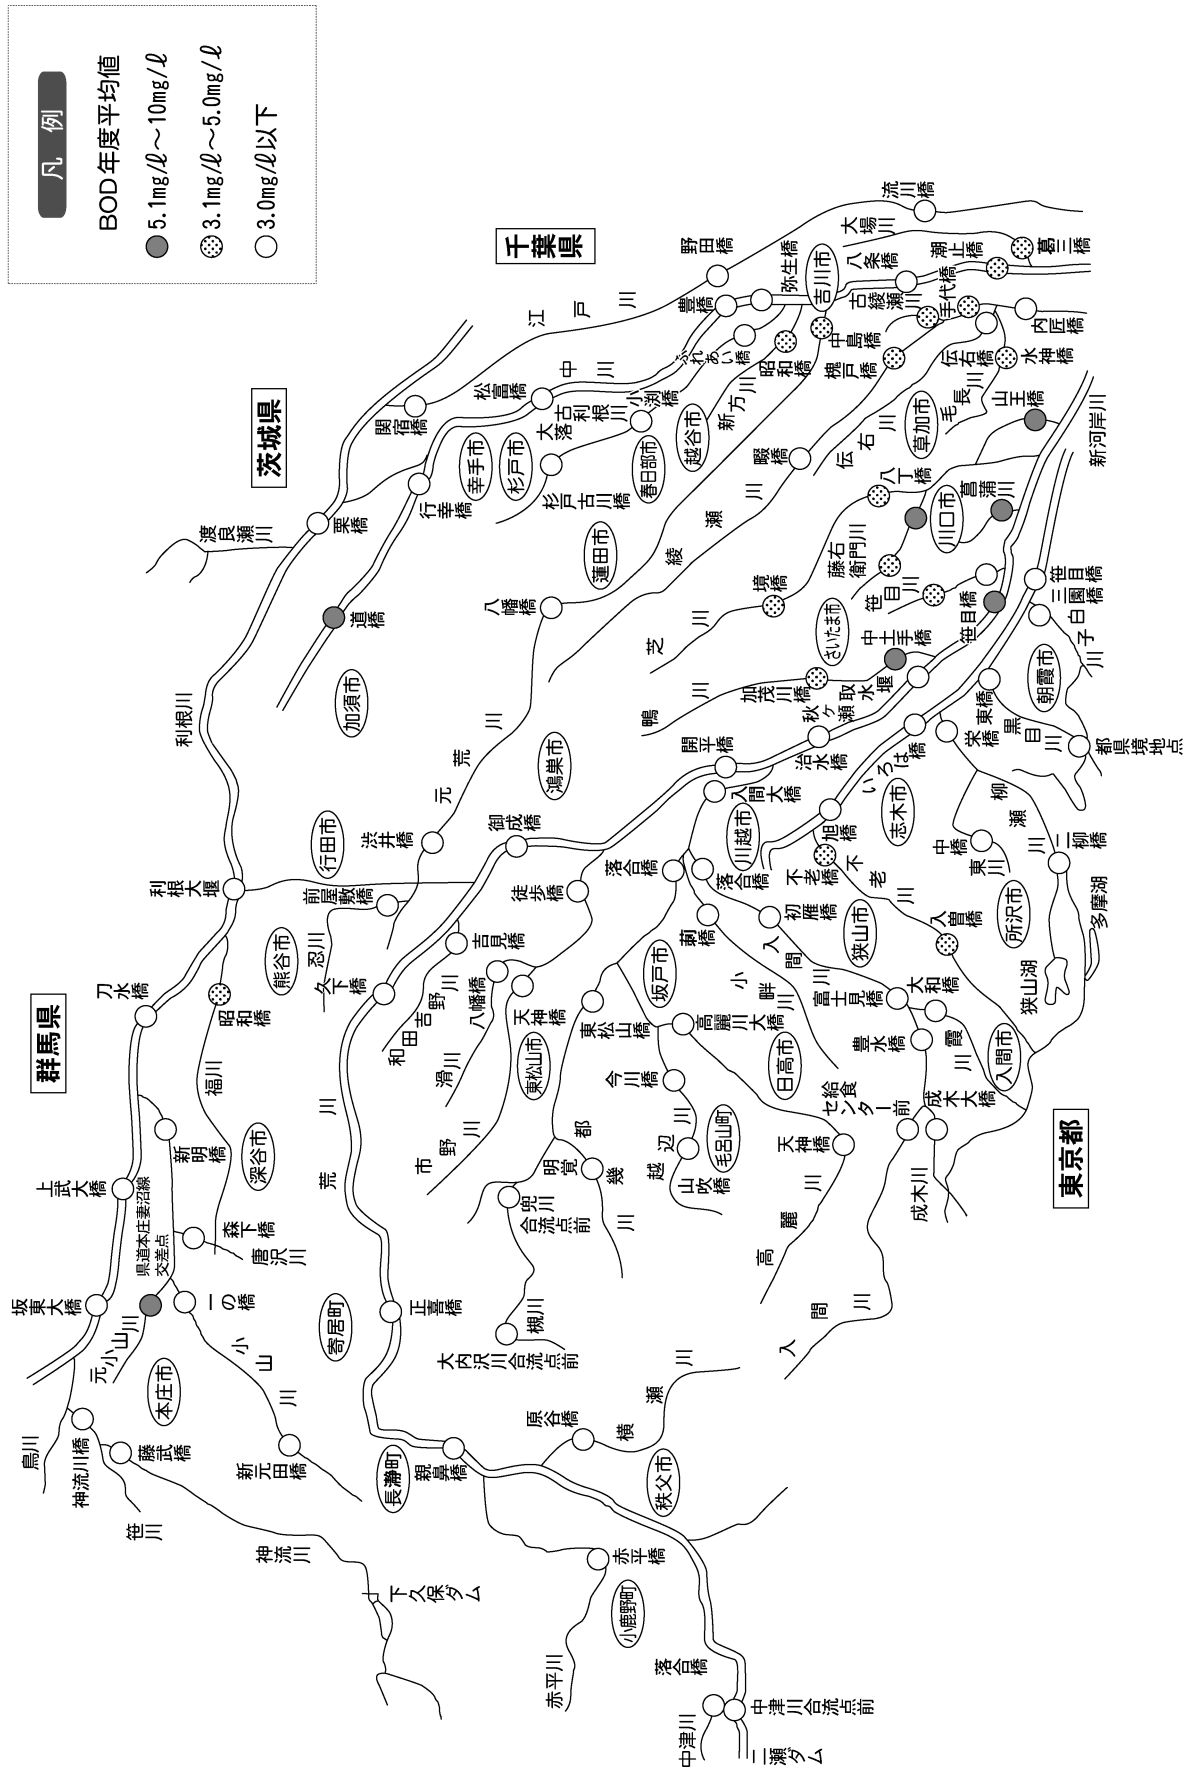 凡例
BOD年度平均値
5.1mg/ℓ～10mg/ℓ
3.1mg/ℓ～5.0mg/ℓ
3.0mg/ℓ以下
群馬県
茨城県
千葉県
東京都
烏川
神流川橋
藤武橋
笹川
神流川
下久保ダム
坂東大橋
元小山川
県道本庄妻沼線
交差点
一の橋
小山川
新元田橋
本庄市
上武大橋
新明橋
森下橋
唐沢川
深谷市
刀水橋
昭和橋
福川
利根大堰
利根川
渡良瀬川
栗橋
関宿橋
江戸川
野田橋
流川橋
熊谷市
忍川
前屋敷橋
行田市
渋井橋
元荒川
加須市
道橋
行幸橋
幸手市
杉戸市
松富橋
中川
豊橋
弥生橋
吉川市
八条橋
大場川
潮止橋
葛三橋
大落古利根川
小渕橋
杉戸古川橋
春日部市
ふれあい橋
昭和橋
新方川
越谷市
中島橋
古綾瀬川
手代橋
内匠橋
槐戸橋
伝右橋
水神橋
毛長川
草加市
伝右川
畷橋
綾瀬川
蓮田市
八幡橋
鴻巣市
山王橋
新河岸川
八丁橋
菖蒲川
川口市
藤右衛門川
境橋
芝川
笹目川
笹目橋
笹目橋
三園橋
白子川
さいたま市
中土手橋
加茂川橋
鴨川
秋ヶ瀬取水堰
朝霞市
東橋
黒目川
都県境地点
栄橋
いろは橋
志木市
治水橋
開平橋
入間大橋
川越市
旭橋
不老橋
不老川
柳瀬川
中橋
東川
二柳橋
所沢市
多摩湖
狭山湖
入曽橋
御成橋
落合橋
落合橋
初雁橋
入間川
狭山市
富士見橋
大和橋
豊水橋
霞川
入間市
成木大橋
成木川
セ給食
センター前
久下橋
荒川
吉見橋
和田吉野川
徒歩橋
八幡橋
滑川
天神橋
市野川
東松山市
東松山橋
坂戸市
刺橋
小畔川
高麗川大橋
日高市
天神橋
高麗川
今川橋
越辺川
山吹橋
毛呂山町
都幾川
明覚
兜川
合流点前
槻川
大内沢川合流点前
入間川
寄居町
正喜橋
長瀞町
親鼻橋
原谷橋
横瀬川
秩父市
赤平橋
小鹿野町
赤平川
落合橋
中津川
中津川合流点前
二瀬ダム